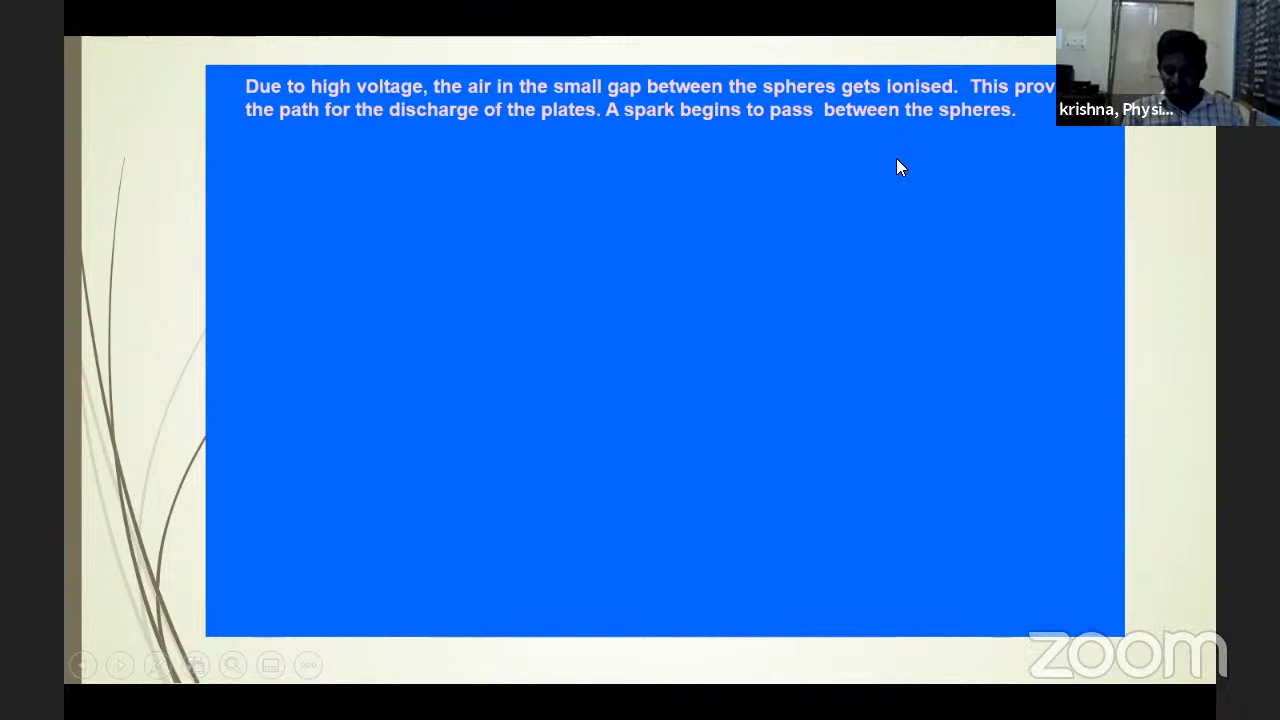 Due to high voltage, the air in the small gap between the spheres gets ionised. This prov
the path for the discharge of the plates. A spark begins to pass between the spheres.
krishna, Physi...
zoom